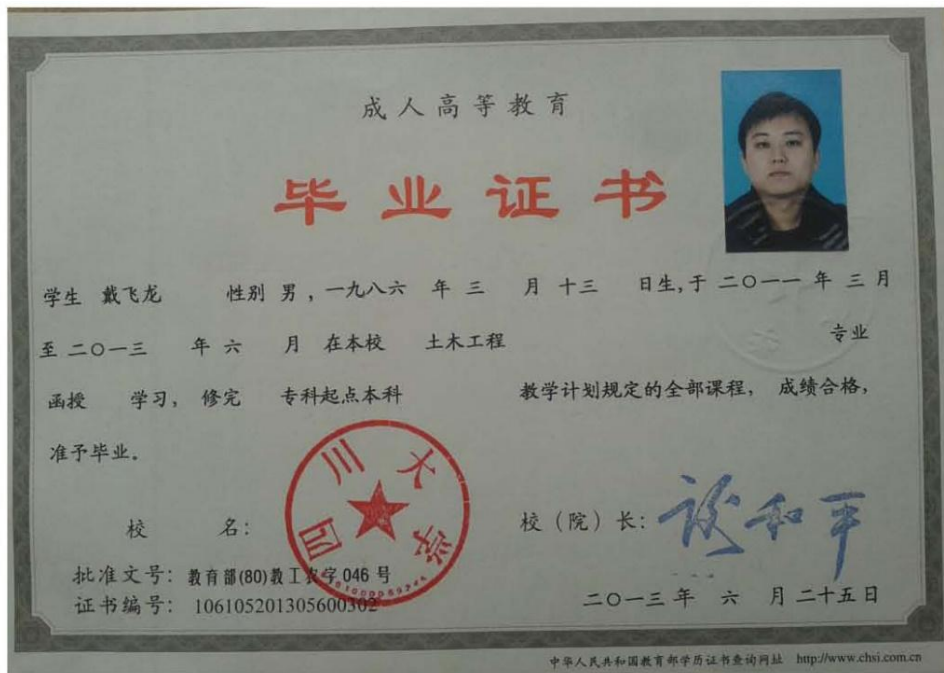 成人高等教育
毕业证书
学生 戴飞龙 性别 男，一九八六 年 三 月 十三 日生，于 二〇一一 年 三 月
至 二〇一三 年 六 月 在本校 土木工程 专业
函授 学习， 修完 专科起点本科 教学计划规定的全部课程， 成绩合格，
准予毕业。
四川大学
校 名：
校（院）长： 谢和平
批准文号： 教育部(80)教工农字 046 号
证书编号： 106105201305600302
二〇一三 年 六 月 二十五 日
中华人民共和国教育部学历证书查询网址 http://www.chsi.com.cn